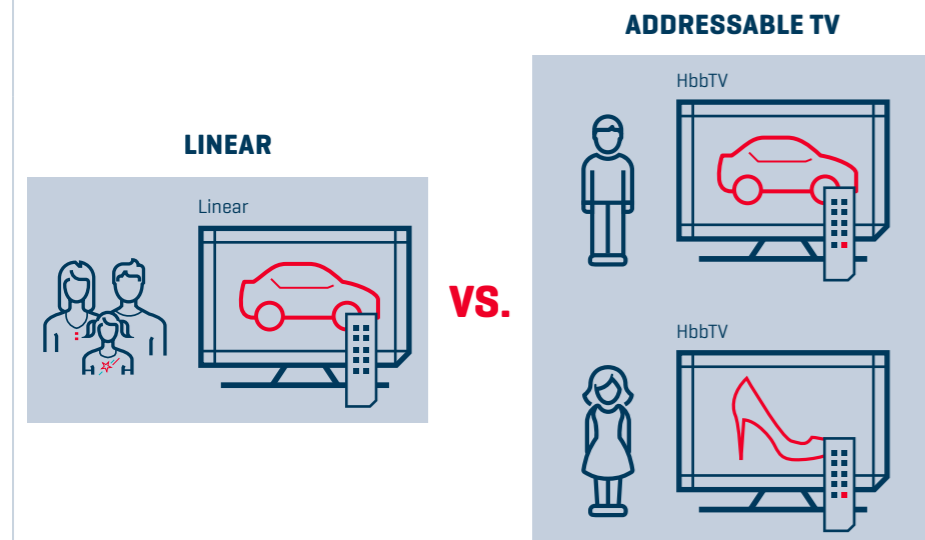 ADDRESSABLE TV
HbbTV
LINEAR
Linear
VS.
HbbTV